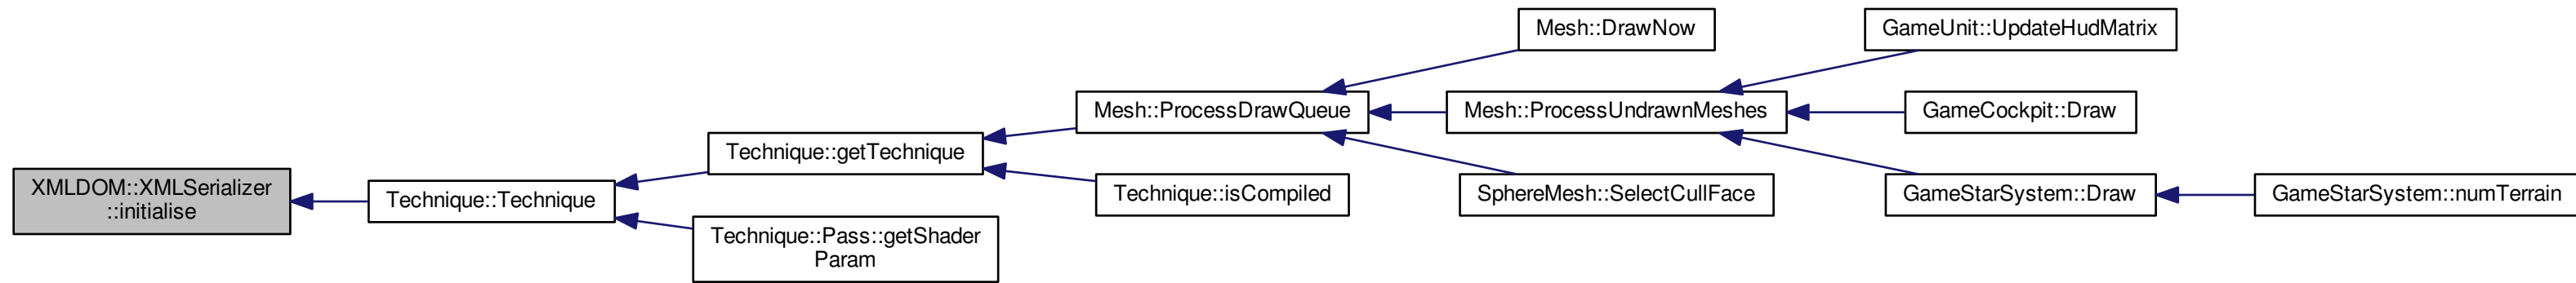 XMLDOM::XMLSerializer
::initialise
Technique::Technique
Technique::getTechnique
Technique::Pass::getShader
Param
Mesh::ProcessDrawQueue
Technique::isCompiled
Mesh::DrawNow
Mesh::ProcessUndrawnMeshes
SphereMesh::SelectCullFace
GameUnit::UpdateHudMatrix
GameCockpit::Draw
GameStarSystem::Draw
GameStarSystem::numTerrain